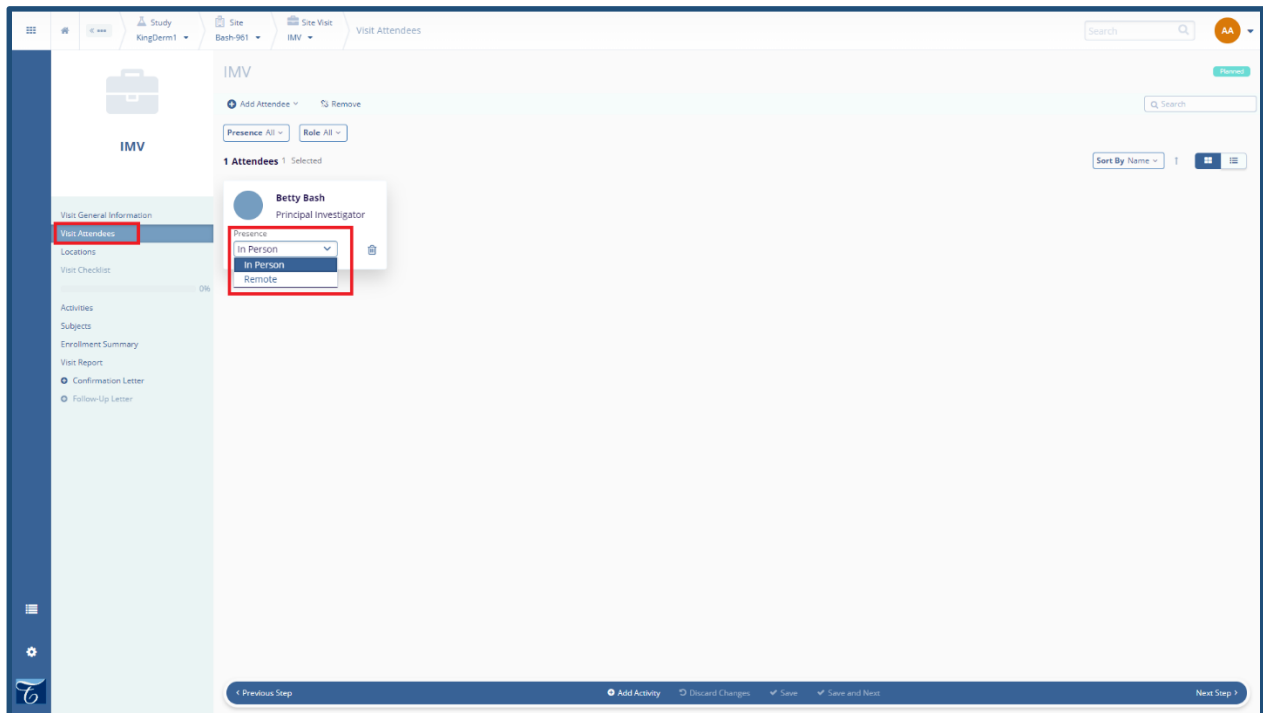 Study
KingDerm1
Site
Bash-961
Site Visit
IMV
Visit Attendees
Search
AA
IMV
Planned
Add Attendee
Remove
Search
Presence All
Role All
1 Attendees 1 Selected
Sort By Name
IMV
Betty Bash
Principal Investigator
Presence
In Person
In Person
Remote
Visit General Information
Visit Attendees
Locations
Visit Checklist
0%
Activities
Subjects
Enrollment Summary
Visit Report
Confirmation Letter
Follow-Up Letter
Previous Step
Add Activity
Discard Changes
Save
Save and Next
Next Step